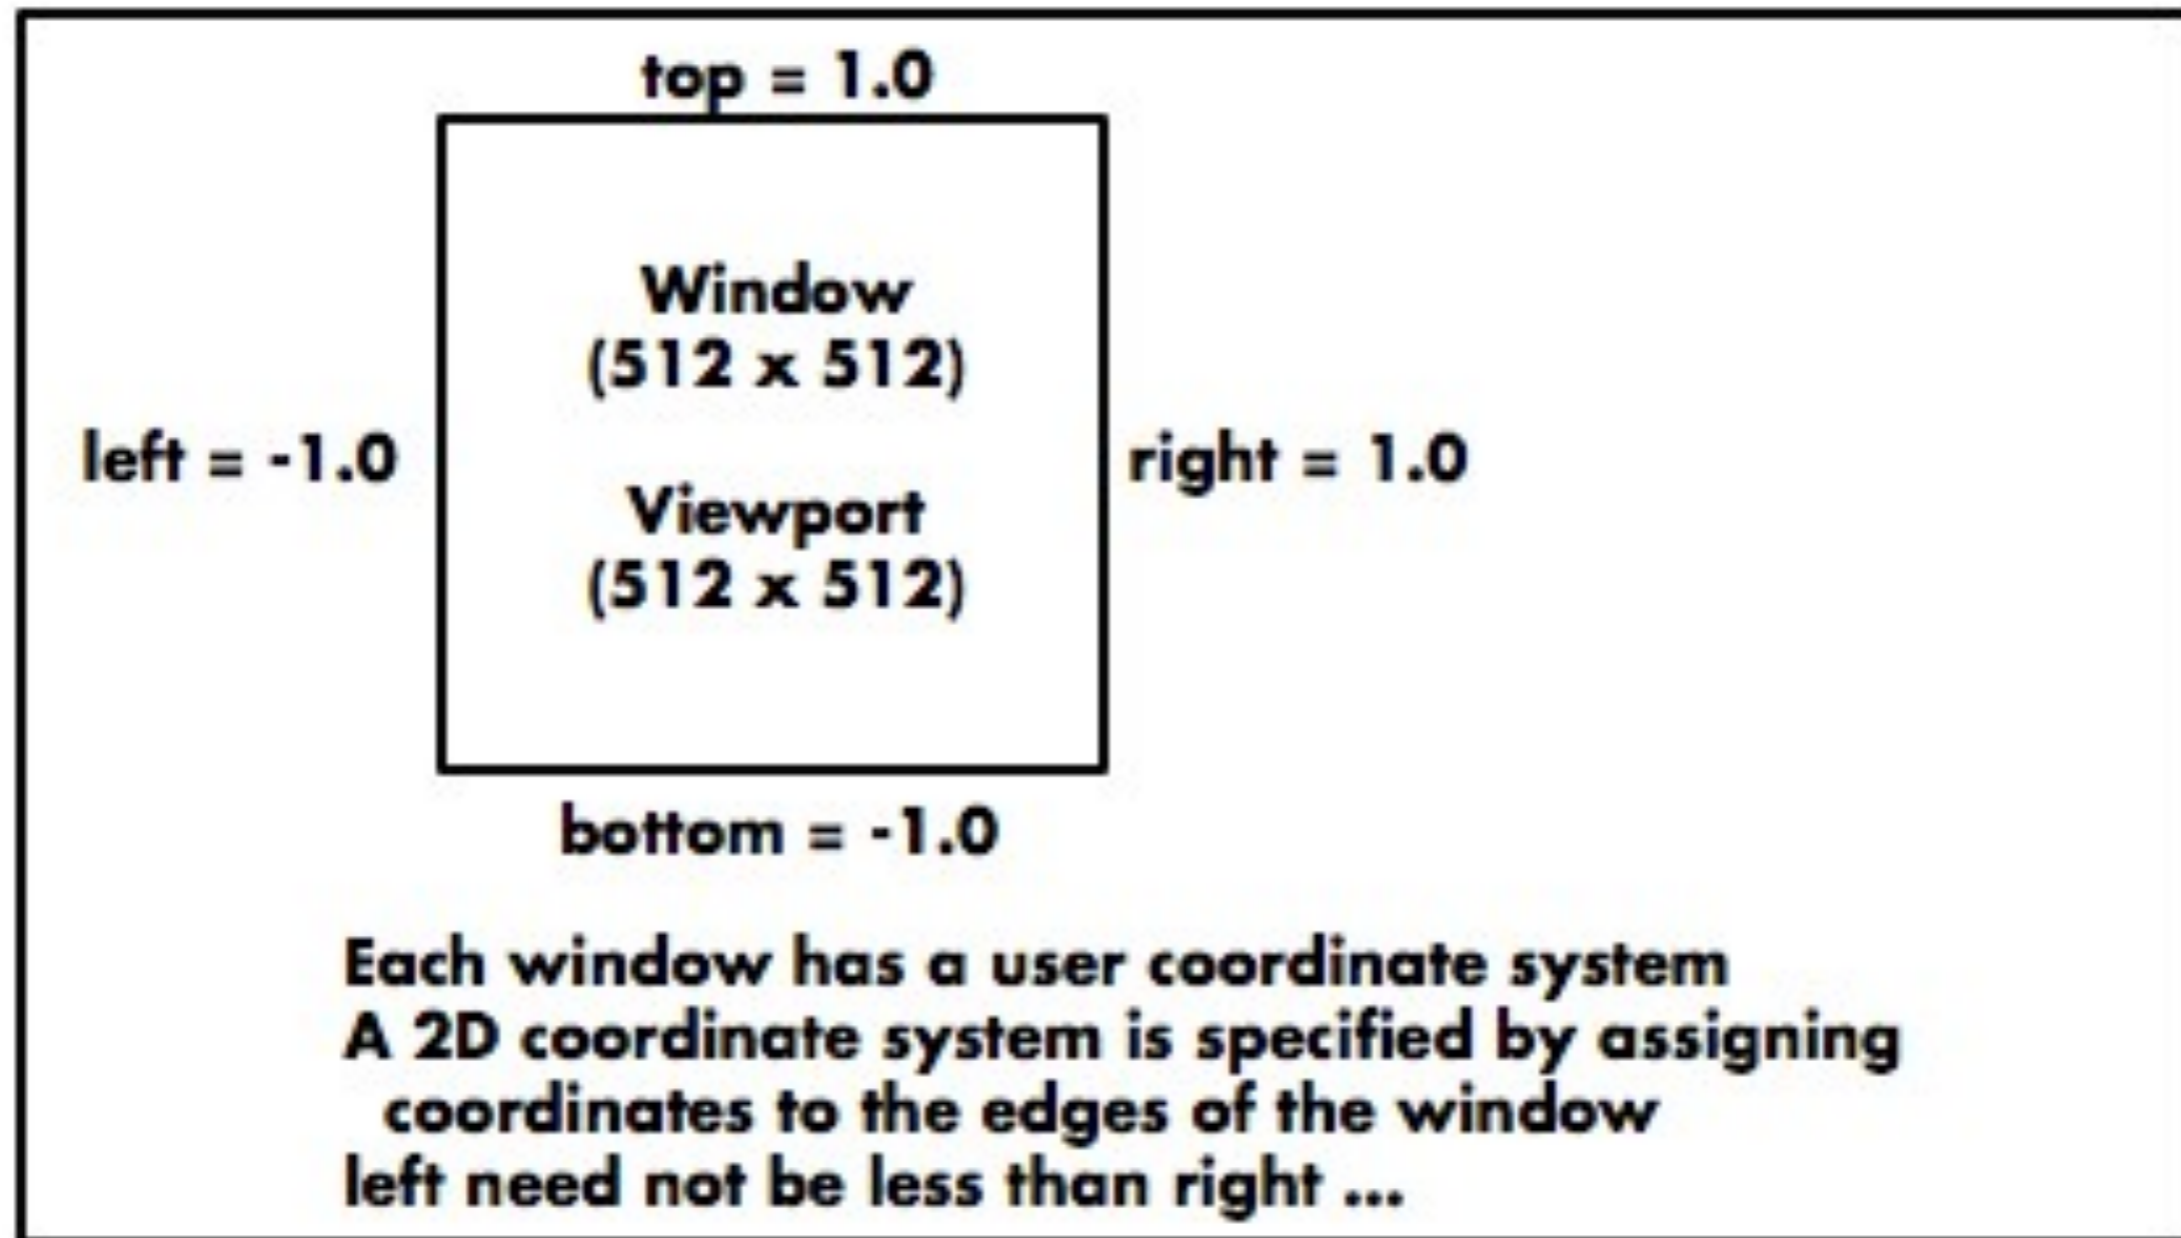 top = 1.0
Window
(512 x 512)
left = -1.0
right = 1.0
Viewport
(512 x 512)
bottom = -1.0
Each window has a user coordinate system
A 2D coordinate system is specified by assigning
coordinates to the edges of the window
left need not be less than right ...